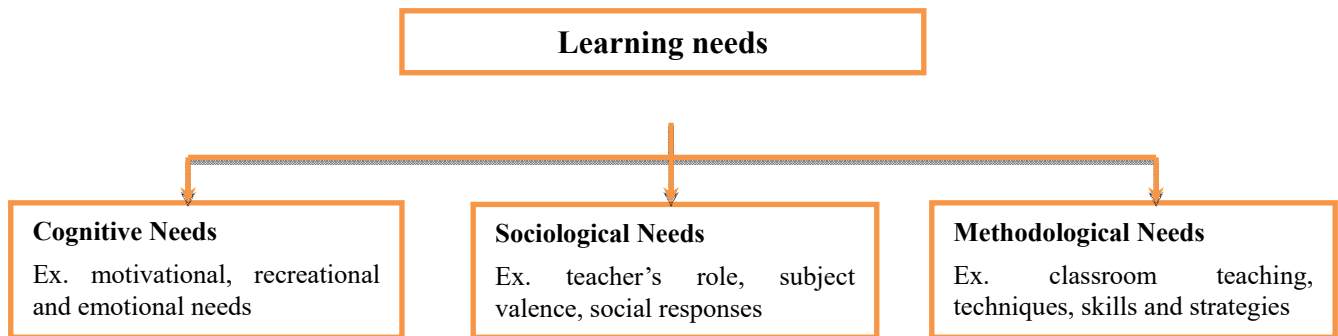 Learning needs
Cognitive Needs
Ex. motivational, recreational
and emotional needs
Sociological Needs
Ex. teacher’s role, subject
valence, social responses
Methodological Needs
Ex. classroom teaching,
techniques, skills and strategies